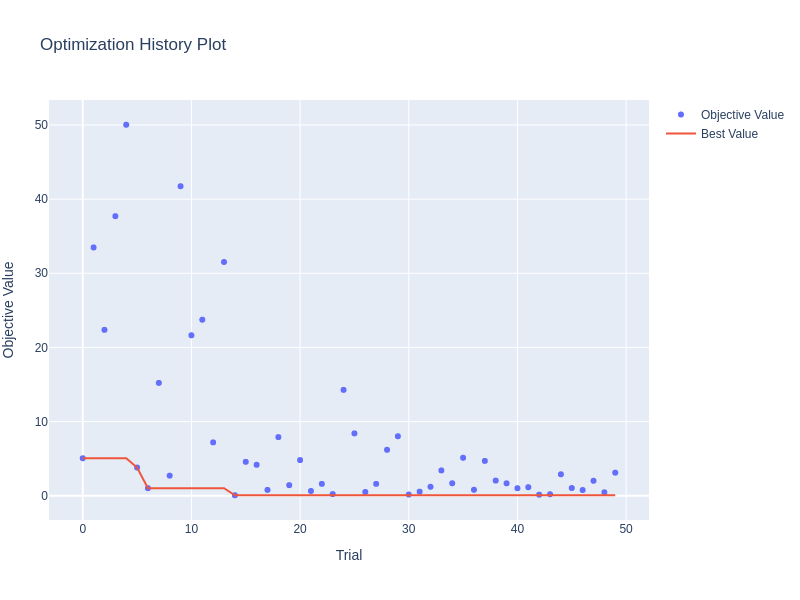 Optimization History Plot
Objective Value
Best Value
50
40
30
20
10
0
Objective Value
0 10 20 30 40 50
Trial